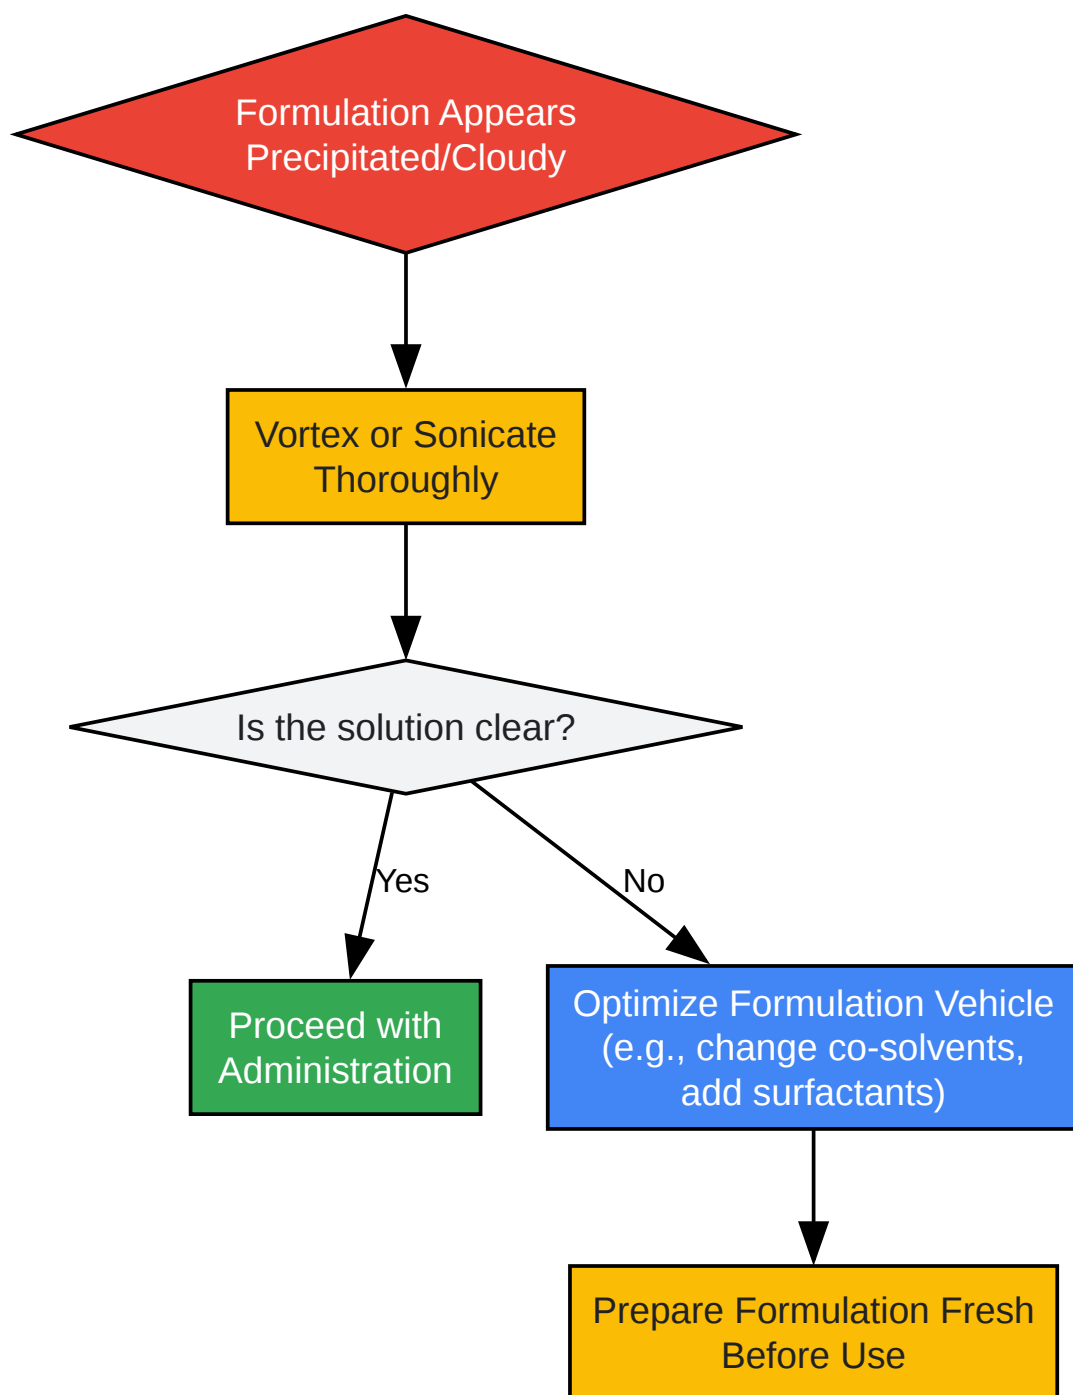 Formulation Appears
Precipitated/Cloudy
Vortex or Sonicate
Thoroughly
Is the solution clear?
Yes
No
Proceed with
Administration
Optimize Formulation Vehicle
(e.g., change co-solvents,
add surfactants)
Prepare Formulation Fresh
Before Use